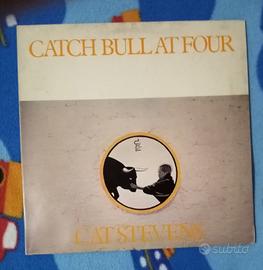 CATCH BULL AT FOUR
CAT STEVENS
subito